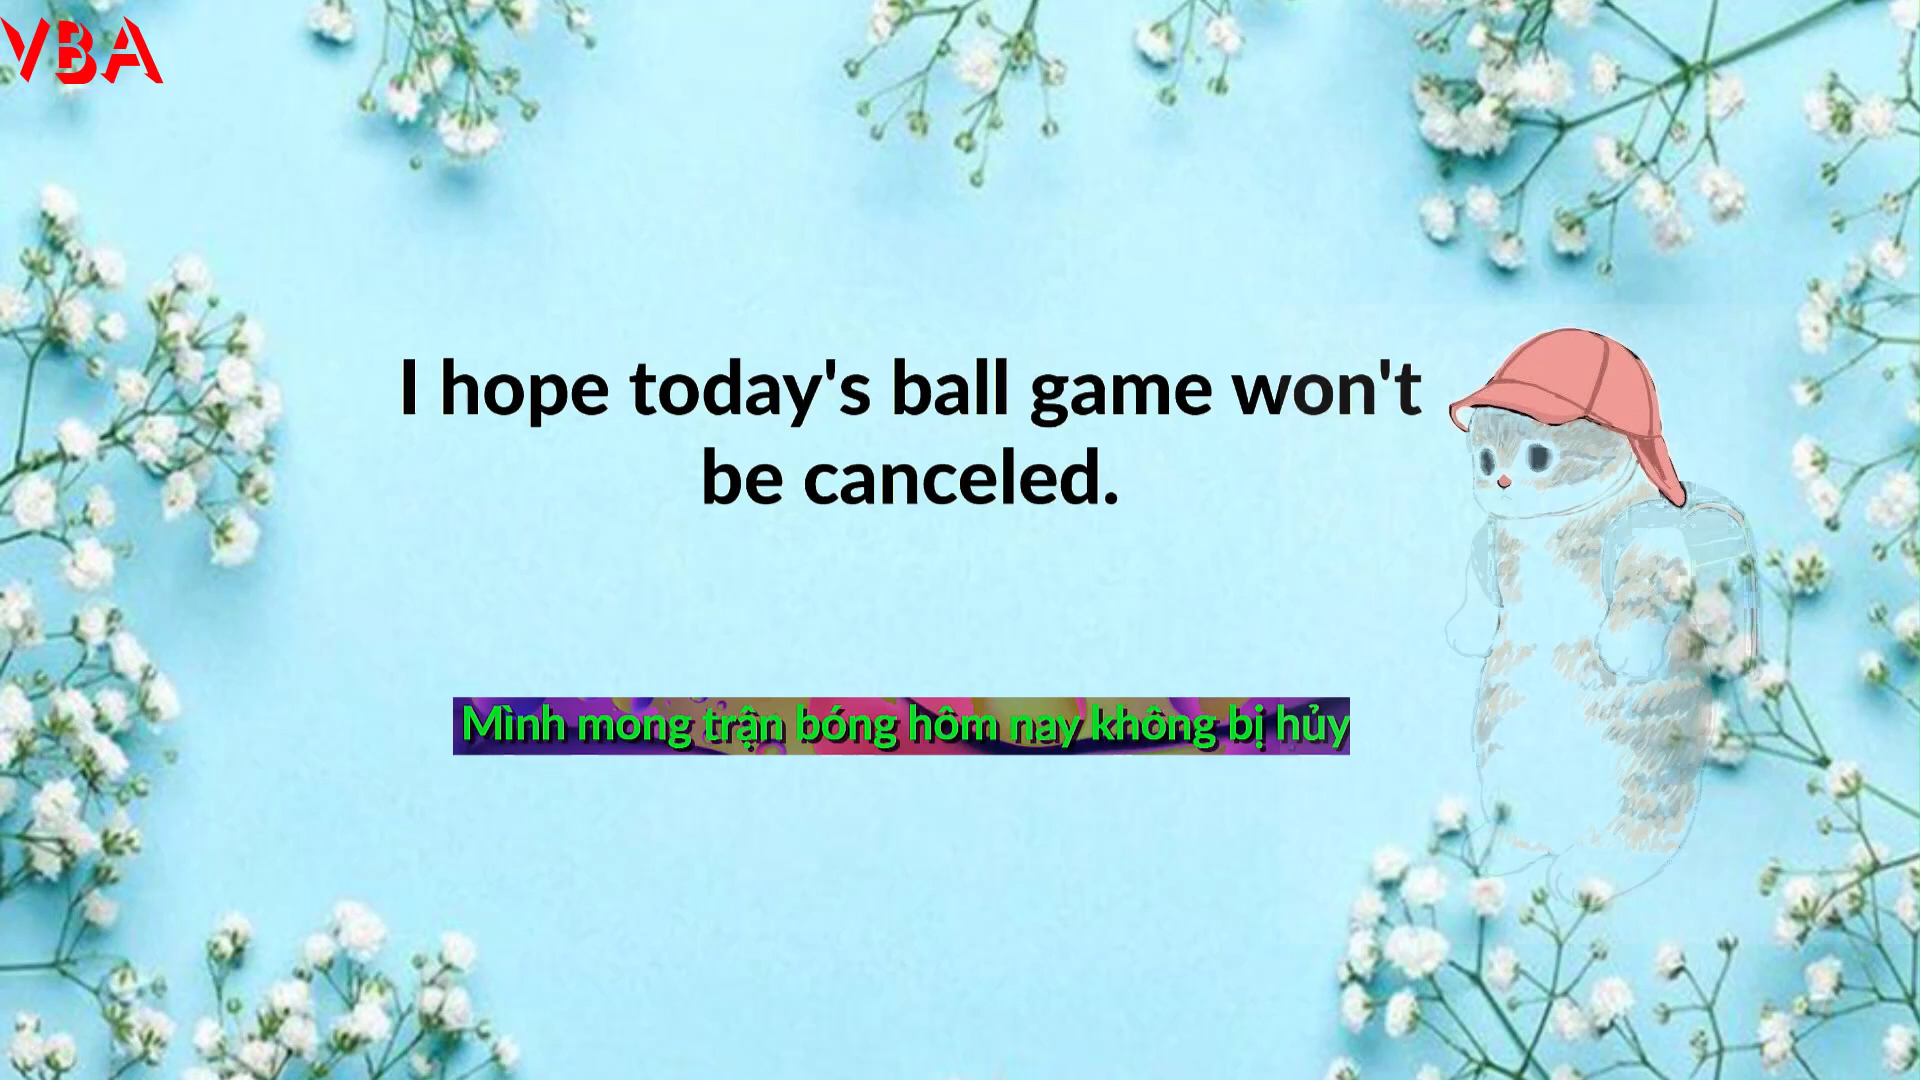 VBA
I hope today's ball game won't
be canceled.
Mình mong trận bóng hôm nay không bị hủy